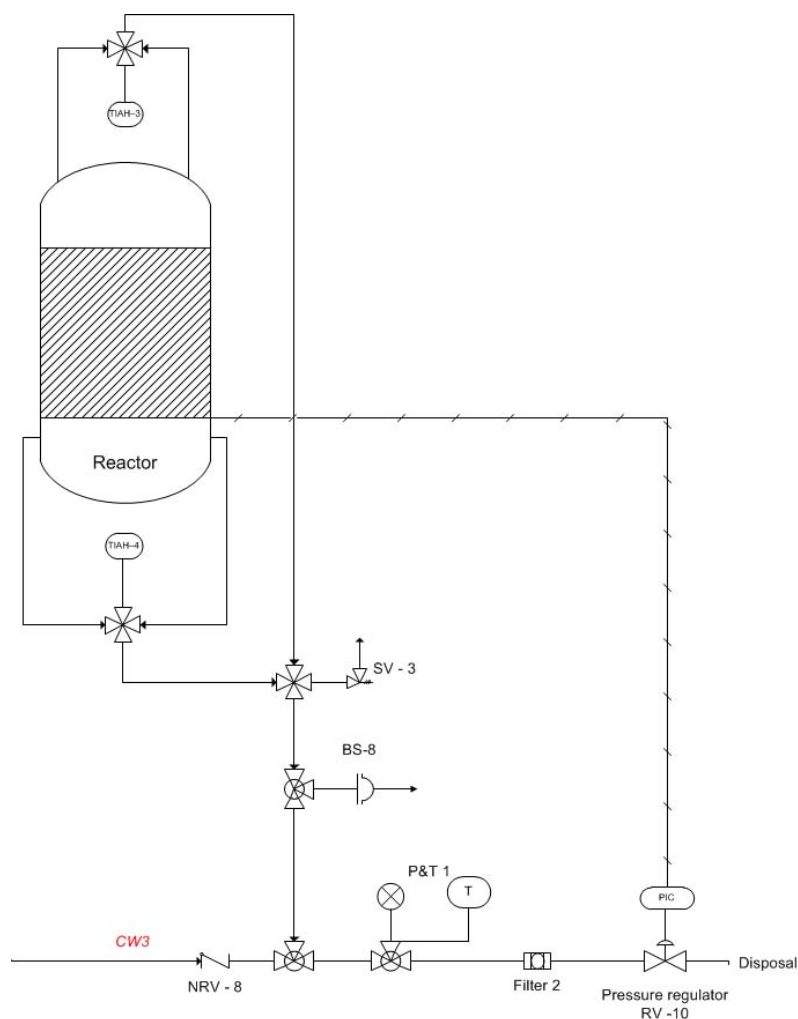 TIAH-3
Reactor
TIAH-4
SV - 3
BS-8
P&T 1
T
PIC
CW3
NRV - 8
Filter 2
Disposal
Pressure regulator
RV -10